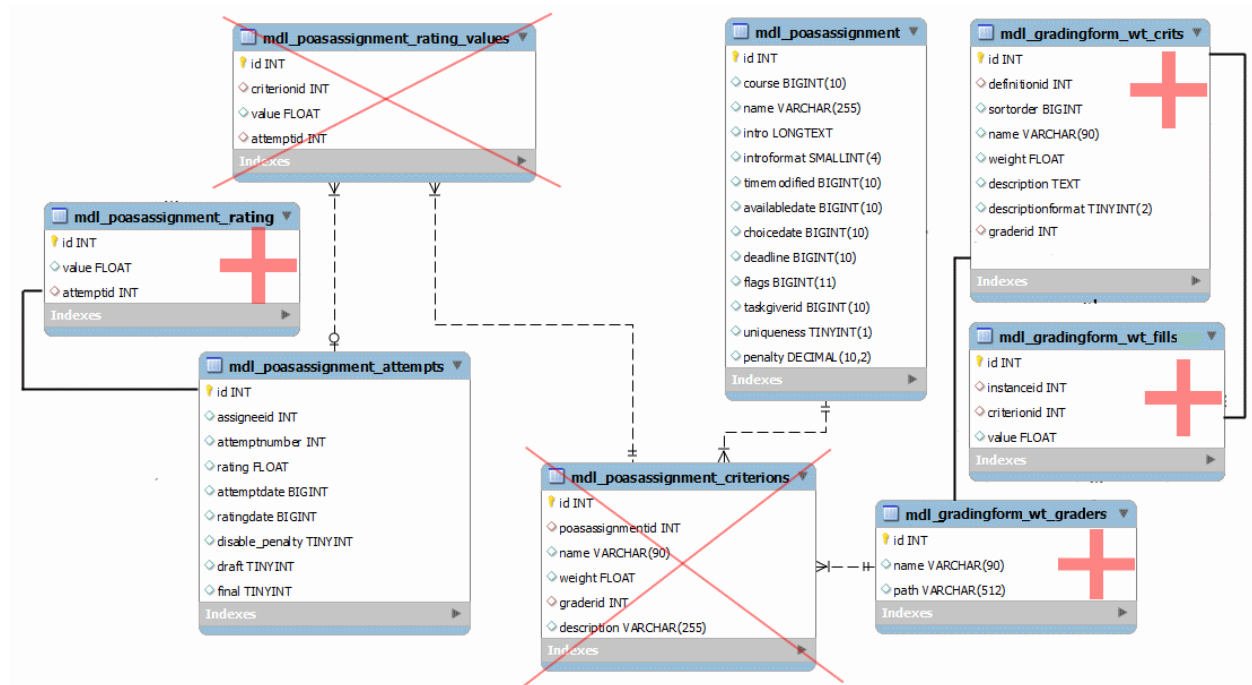 mdl_poasassignment_rating_values
id INT
criterionid INT
value FLOAT
attemptid INT
Indexes
mdl_poasassignment_rating
id INT
value FLOAT
attemptid INT
Indexes
mdl_poasassignment_attempts
id INT
assigneeid INT
attemptnumber INT
rating FLOAT
attemptdate BIGINT
ratingdate BIGINT
disable_penalty TINYINT
draft TINYINT
final TINYINT
Indexes
mdl_poasassignment
id INT
course BIGINT(10)
name VARCHAR(255)
intro LONGTEXT
introformat SMALLINT(4)
timemodified BIGINT(10)
availabledate BIGINT(10)
choicedate BIGINT(10)
deadline BIGINT(10)
flags BIGINT(11)
taskgiverid BIGINT(10)
uniqueness TINYINT(1)
penalty DECIMAL(10,2)
Indexes
mdl_poasassignment_criterions
id INT
poasassignmentid INT
name VARCHAR(90)
weight FLOAT
graderid INT
description VARCHAR(255)
Indexes
mdl_gradingform_wt_crits
id INT
definitionid INT
sortorder BIGINT
name VARCHAR(90)
weight FLOAT
description TEXT
descriptionformat TINYINT(2)
graderid INT
Indexes
mdl_gradingform_wt_fills
id INT
instanceid INT
criterionid INT
value FLOAT
Indexes
mdl_gradingform_wt_graders
id INT
name VARCHAR(90)
path VARCHAR(512)
Indexes